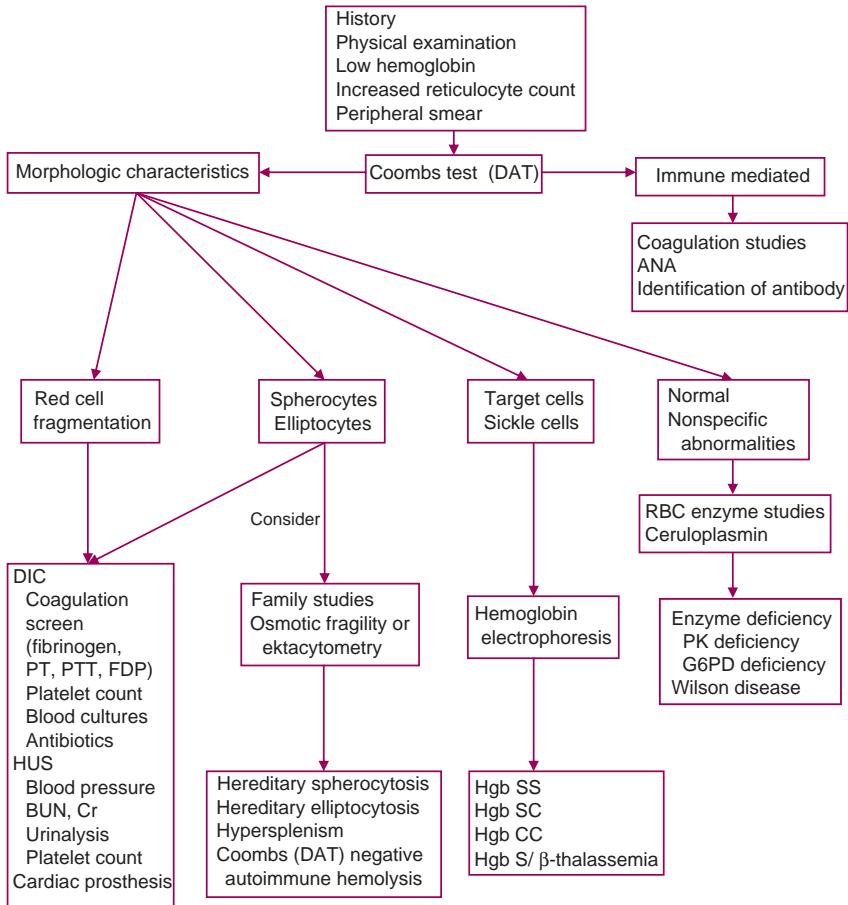 History
Physical examination
Low hemoglobin
Increased reticulocyte count
Peripheral smear
Morphologic characteristics
Coombs test (DAT)
Immune mediated
Coagulation studies
ANA
Identification of antibody
Red cell
fragmentation
Spherocytes
Elliptocytes
Target cells
Sickle cells
Normal
Nonspecific
abnormalities
Consider
RBC enzyme studies
Ceruloplasmin
DIC
Coagulation
screen
(fibrinogen,
PT, PTT, FDP)
Platelet count
Blood cultures
Antibiotics
HUS
Blood pressure
BUN, Cr
Urinalysis
Platelet count
Cardiac prosthesis
Family studies
Osmotic fragility or
ektacytometry
Hemoglobin
electrophoresis
Enzyme deficiency
PK deficiency
G6PD deficiency
Wilson disease
Hereditary spherocytosis
Hereditary elliptocytosis
Hypersplenism
Coombs (DAT) negative
autoimmune hemolysis
Hgb SS
Hgb SC
Hgb CC
Hgb S/ β-thalassemia